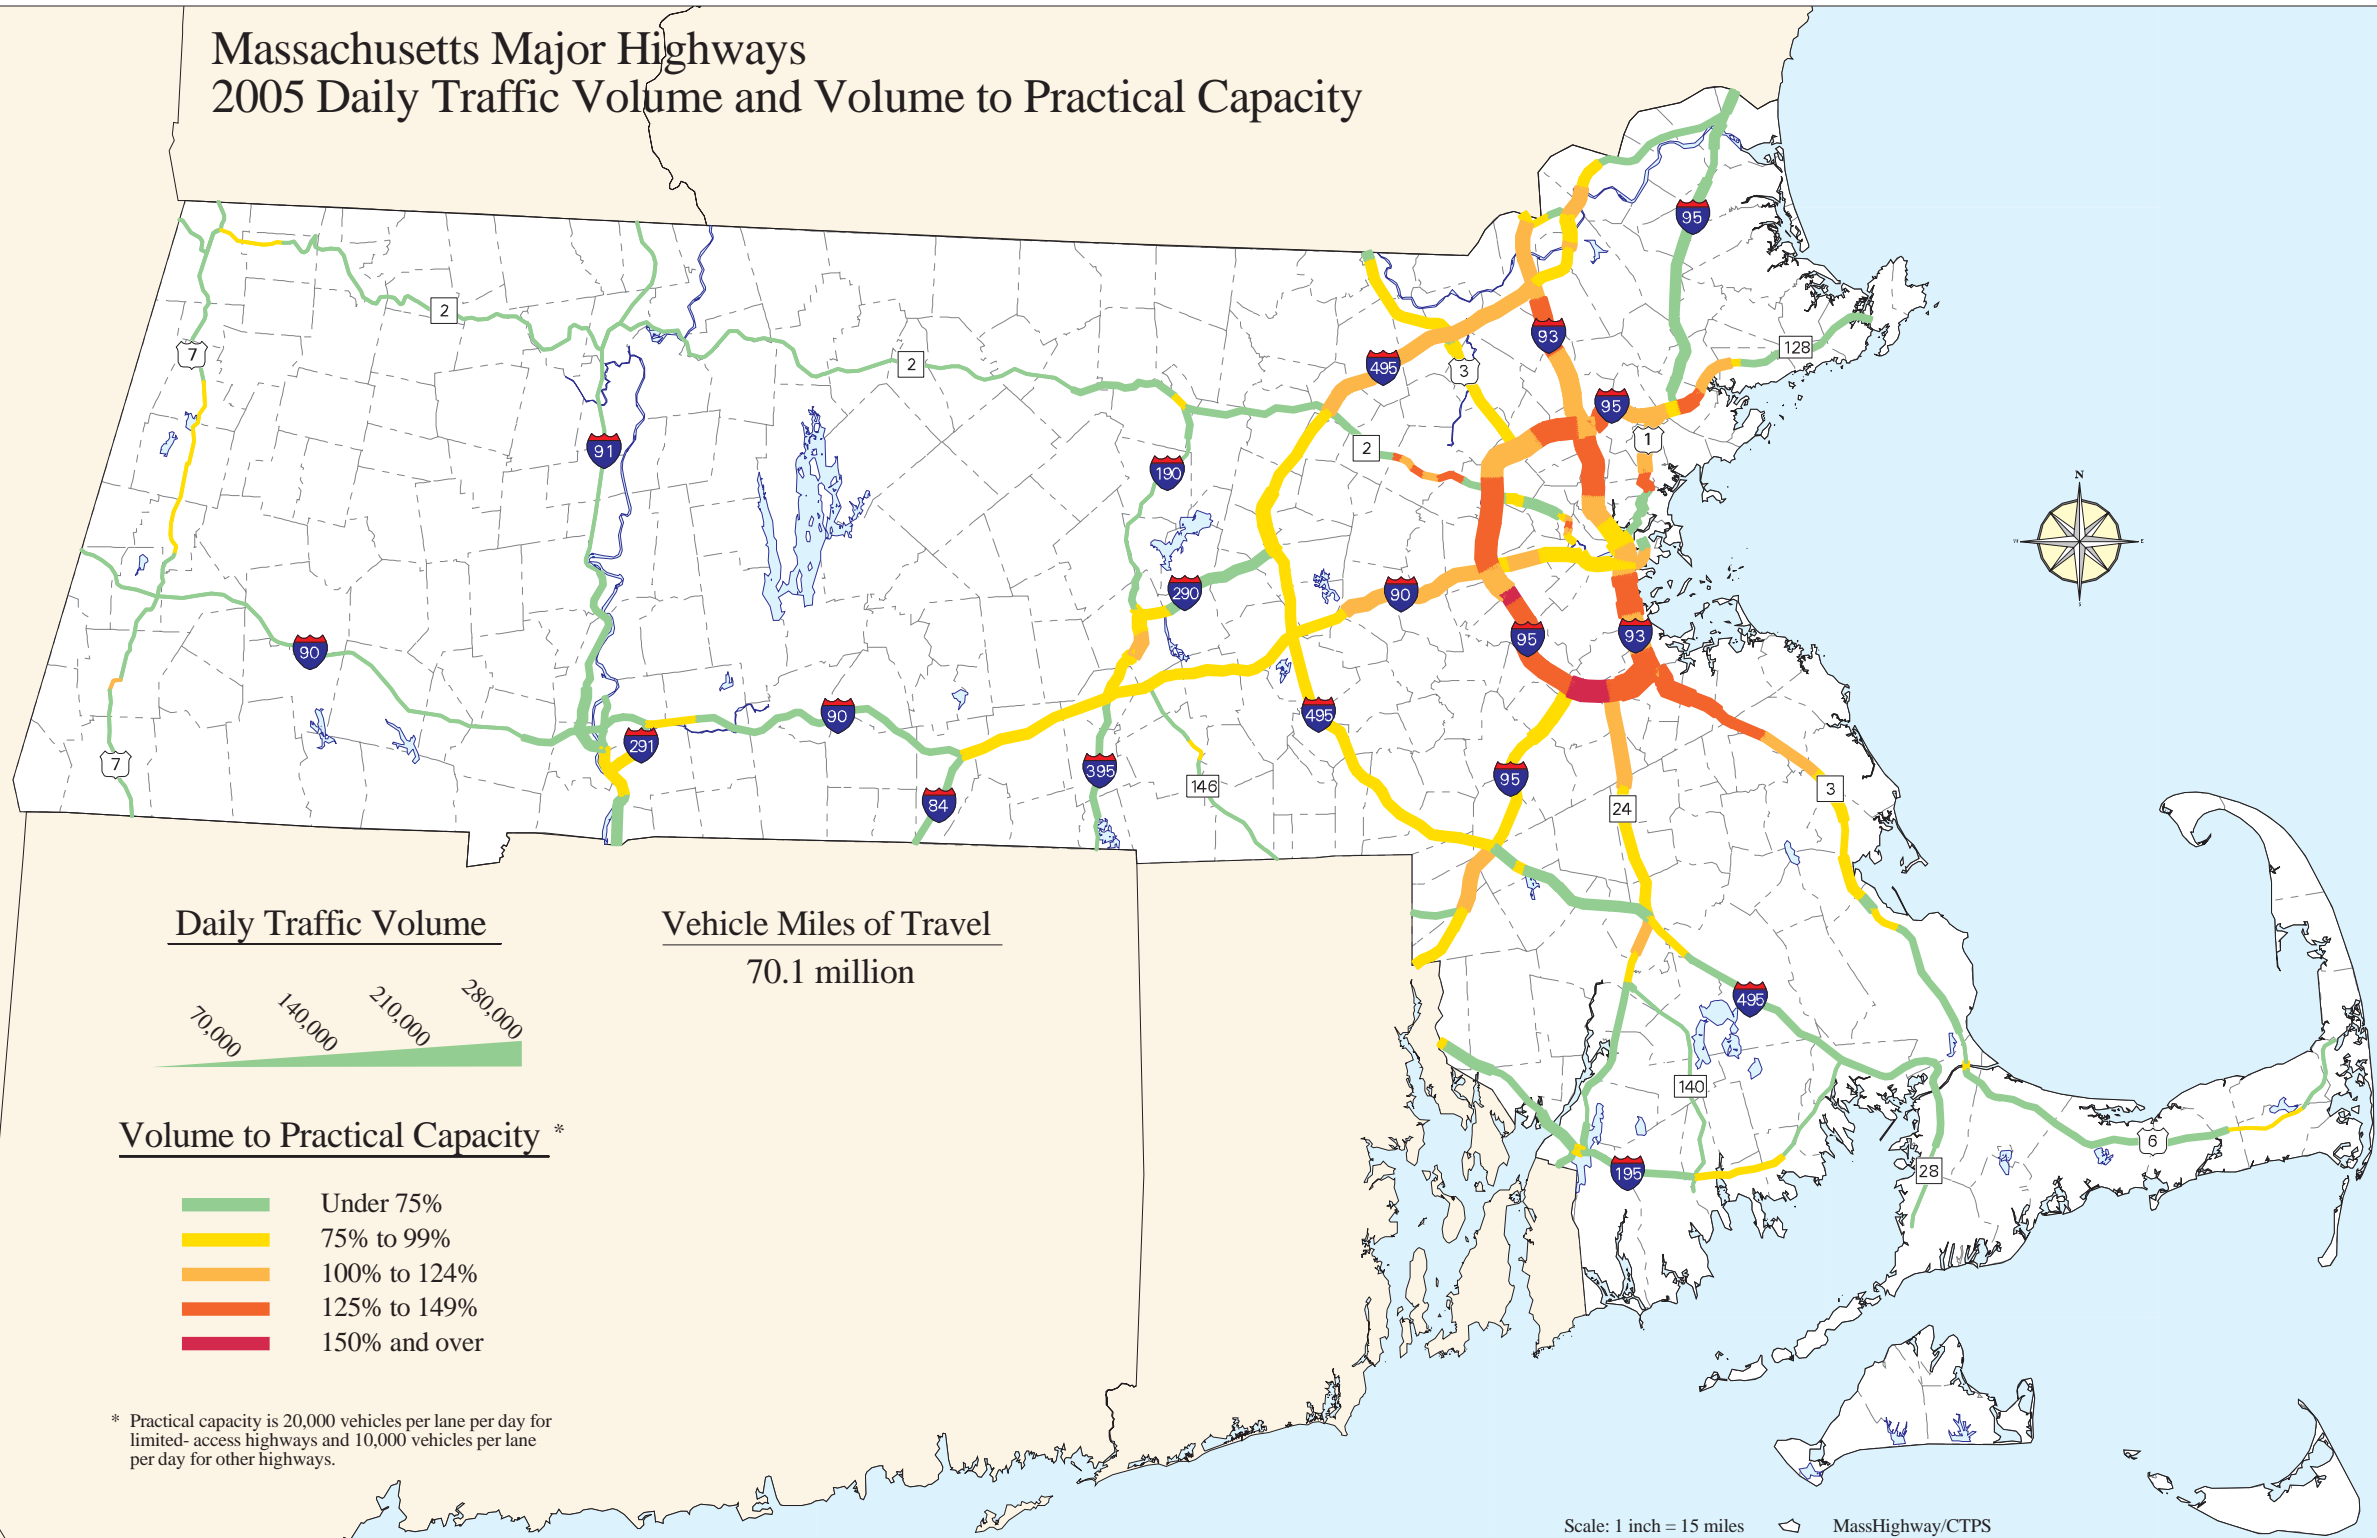 Massachusetts Major Highways
2005 Daily Traffic Volume and Volume to Practical Capacity
95
2
7
93
128
2
495
3
95
1
2
91
190
290
90
95
93
90
90
495
291
95
395
7
146
84
24
3
Daily Traffic Volume
70,000
140,000
210,000
280,000
Vehicle Miles of Travel
70.1 million
495
140
6
195
28
Volume to Practical Capacity *
Under 75%
75% to 99%
100% to 124%
125% to 149%
150% and over
* Practical capacity is 20,000 vehicles per lane per day for
limited- access highways and 10,000 vehicles per lane
per day for other highways.
N
W
E
S
Scale: 1 inch = 15 miles
MassHighway/CTPS